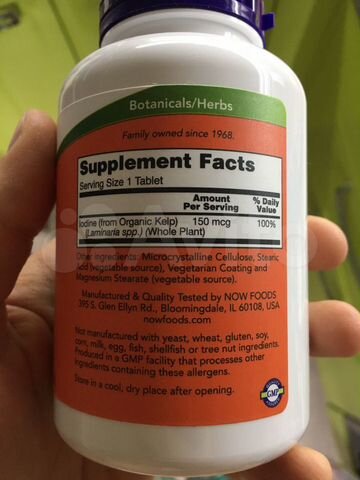 Botanicals/Herbs
Family owned since 1968.
Supplement Facts
Serving Size 1 Tablet
Amount Per Serving
% Daily Value
Iodine (from Organic Kelp) 150 mcg 100%
(Laminaria spp.) (Whole Plant)
Other ingredients: Microcrystalline Cellulose, Stearic
Acid (vegetable source), Vegetarian Coating and
Magnesium Stearate (vegetable source).
Manufactured & Quality Tested by NOW FOODS
395 S. Glen Ellyn Rd., Bloomingdale, IL 60108, USA
nowfoods.com
Not manufactured with yeast, wheat, gluten, soy,
corn, milk, egg, fish, shellfish or tree nut ingredients.
Produced in a GMP facility that processes other
ingredients containing these allergens.
Store in a cool, dry place after opening.
GMP